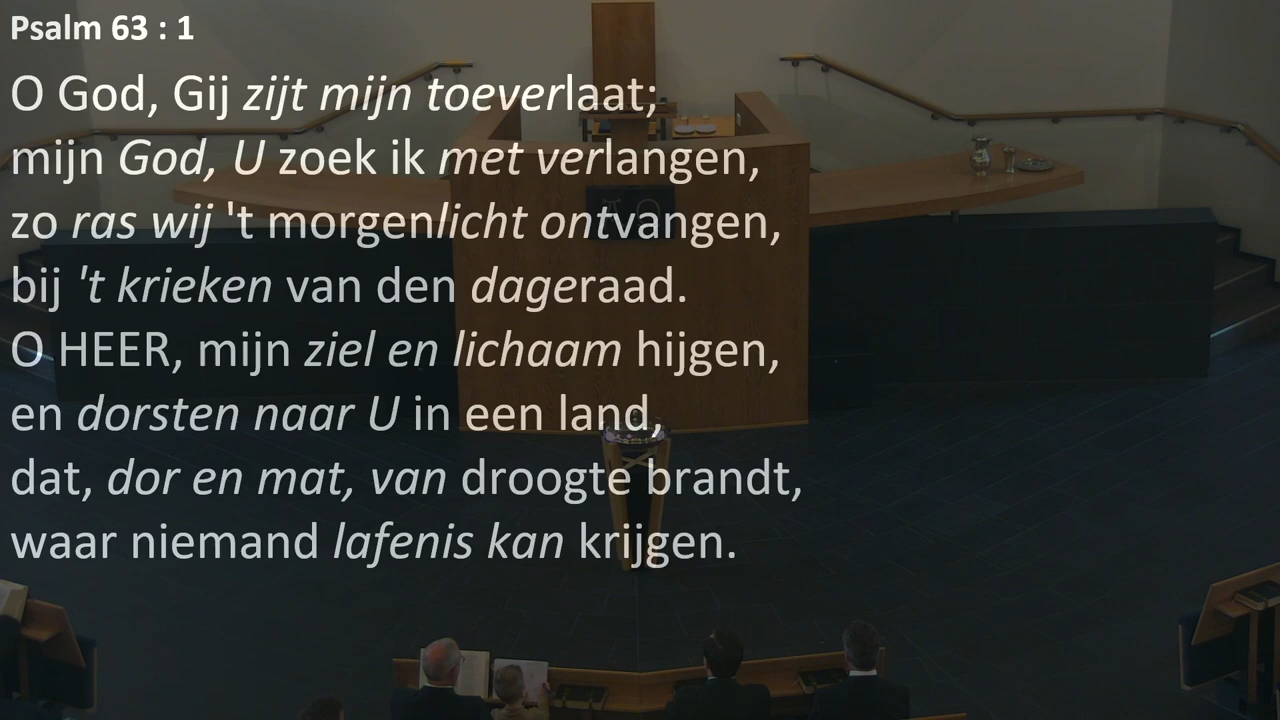 Psalm 63 : 1
O God, Gij zijt mijn toeverlaat;
mijn God, U zoek ik met verlangen,
zo ras wij 't morgenlicht ontvangen,
bij 't krieken van den dageraad.
O HEER, mijn ziel en lichaam hijgen,
en dorsten naar U in een land,
dat, dor en mat, van droogte brandt,
waar niemand lafenis kan krijgen.